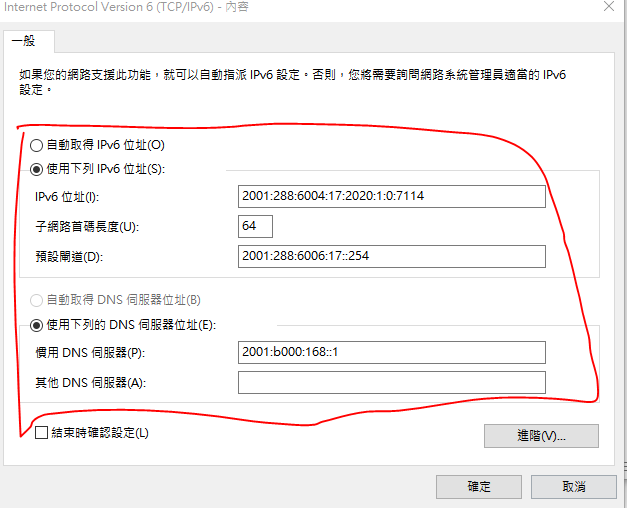 Internet Protocol Version 6 (TCP/IPv6) - 內容
一般
如果您的網路支援此功能，就可以自動指派 IPv6 設定。否則，您將需要詢問網路系統管理員適當的 IPv6
設定。
自動取得 IPv6 位址(O)
使用下列 IPv6 位址(S):
IPv6 位址(I):
2001:288:6004:17:2020:1:0:7114
子網路首碼長度(U):
64
預設閘道(D):
2001:288:6006:17::254
自動取得 DNS 伺服器位址(B)
使用下列的 DNS 伺服器位址(E):
慣用 DNS 伺服器(P):
2001:b000:168::1
其他 DNS 伺服器(A):
結束時確認設定(L)
進階(V)...
確定
取消